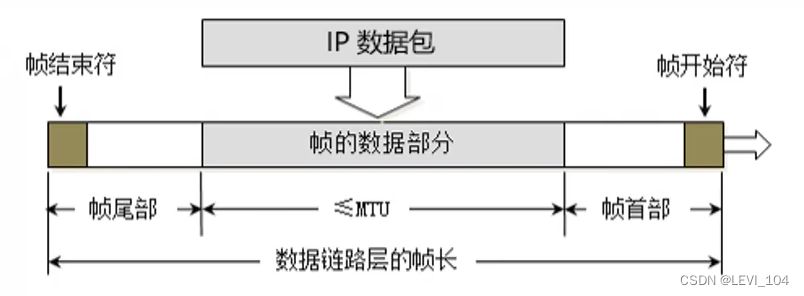 IP 数据包
帧结束符
帧开始符
帧的数据部分
帧尾部
≤MTU
帧首部
数据链路层的帧长
CSDN @LEVI_104